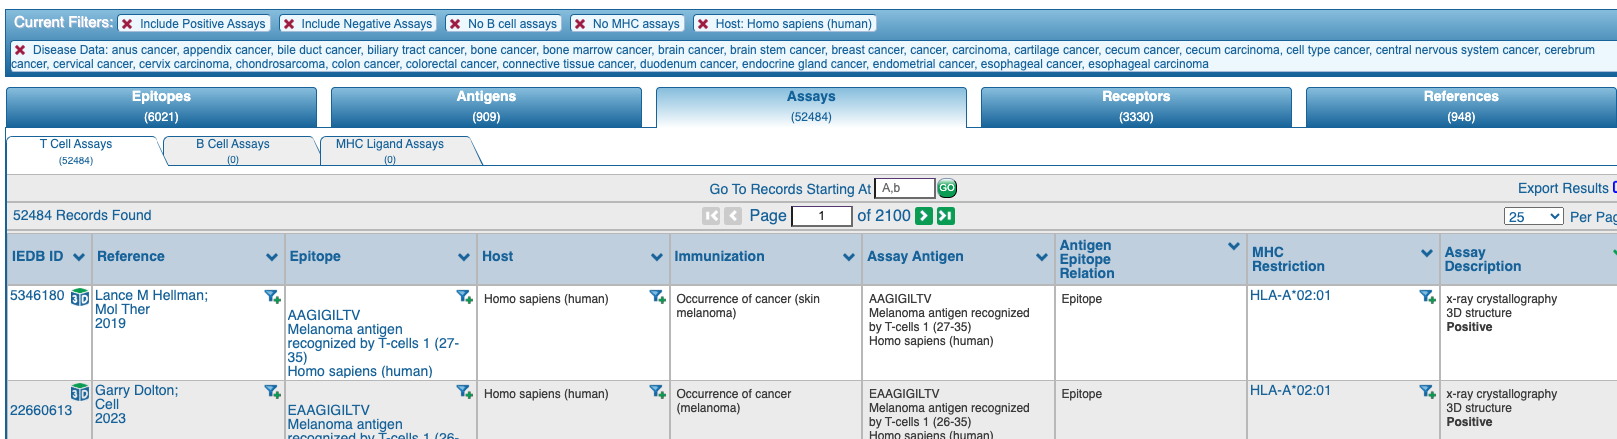 Current Filters: Include Positive Assays Include Negative Assays No B cell assays No MHC assays Host: Homo sapiens (human)
Disease Data: anus cancer, appendix cancer, bile duct cancer, biliary tract cancer, bone cancer, bone marrow cancer, brain cancer, brain stem cancer, breast cancer, cancer, carcinoma, cartilage cancer, cecum cancer, cecum carcinoma, cell type cancer, central nervous system cancer, cerebrum
cancer, cervical cancer, cervix carcinoma, chondrosarcoma, colon cancer, colorectal cancer, connective tissue cancer, duodenum cancer, endocrine gland cancer, endometrial cancer, esophageal cancer, esophageal carcinoma
Epitopes
(6021)
Antigens
(909)
Assays
(52484)
Receptors
(3330)
References
(948)
T Cell Assays
(52484)
B Cell Assays
(0)
MHC Ligand Assays
(0)
Go To Records Starting At A,b GO
Export Results
52484 Records Found
Page 1 of 2100
25 Per Pag
IEDB ID
Reference
Epitope
Host
Immunization
Assay Antigen
Antigen
Epitope
Relation
MHC
Restriction
Assay
Description
5346180 3D
Lance M Hellman;
Mol Ther
2019
AAGIGILTV
Melanoma antigen
recognized by T-cells 1 (27-
35)
Homo sapiens (human)
Homo sapiens (human)
Occurrence of cancer (skin
melanoma)
AAGIGILTV
Melanoma antigen recognized
by T-cells 1 (27-35)
Homo sapiens (human)
Epitope
HLA-A*02:01
x-ray crystallography
3D structure
Positive
3D
22660613
Garry Dolton;
Cell
2023
EAAGIGILTV
Melanoma antigen
recognized by T-cells 1 (26-
Homo sapiens (human)
Occurrence of cancer
(melanoma)
EAAGIGILTV
Melanoma antigen recognized
by T-cells 1 (26-35)
Homo sapiens (human)
Epitope
HLA-A*02:01
x-ray crystallography
3D structure
Positive